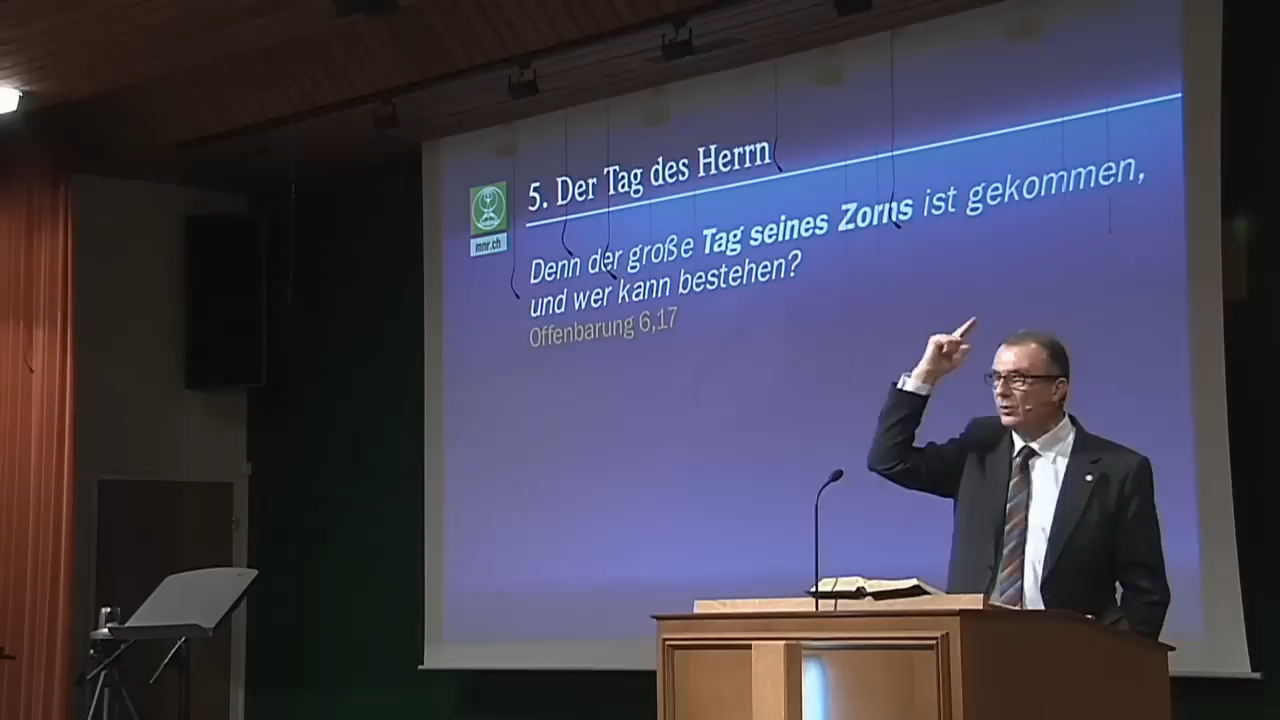 5. Der Tag des Herrn
mnr.ch
Denn der große Tag seines Zorns ist gekommen,
und wer kann bestehen?
Offenbarung 6,17